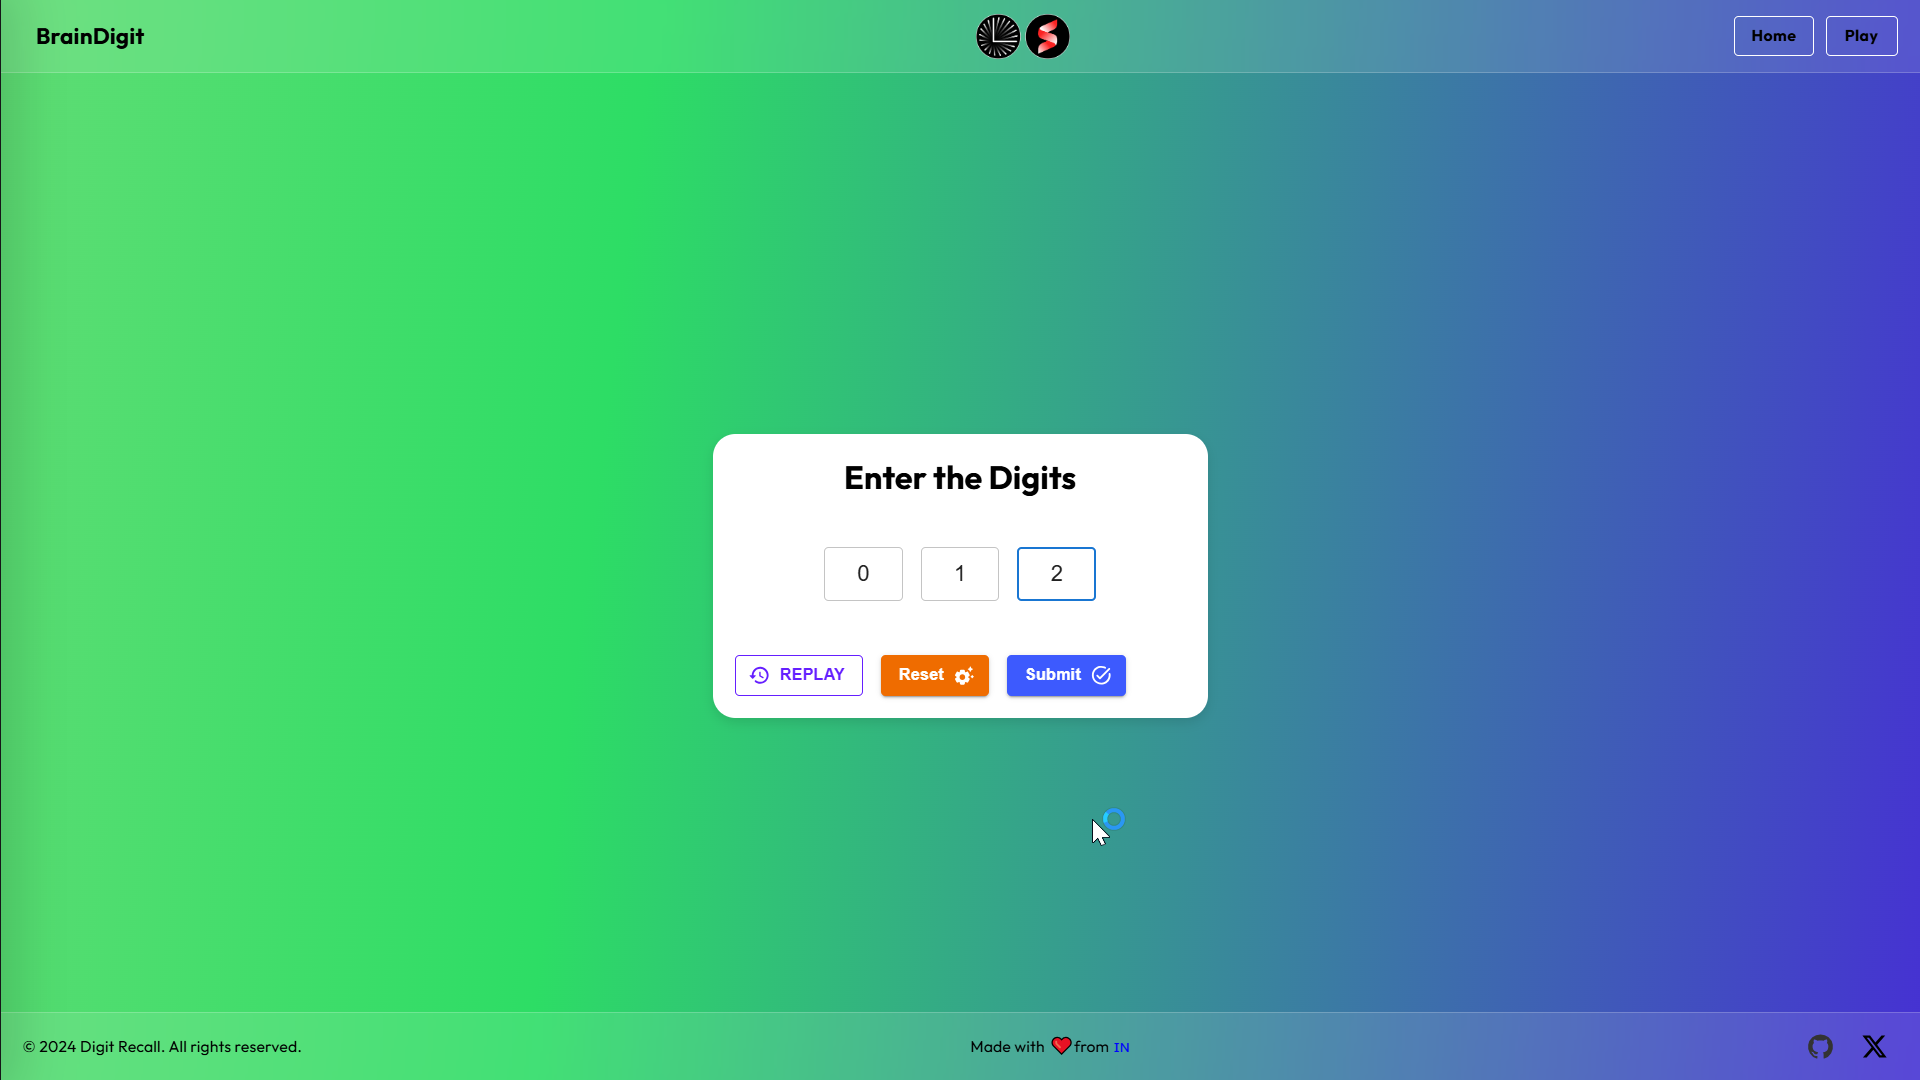 BrainDigit
Home
Play
Enter the Digits
0 1 2
REPLAY
Reset
Submit
© 2024 Digit Recall. All rights reserved.
Made with from IN